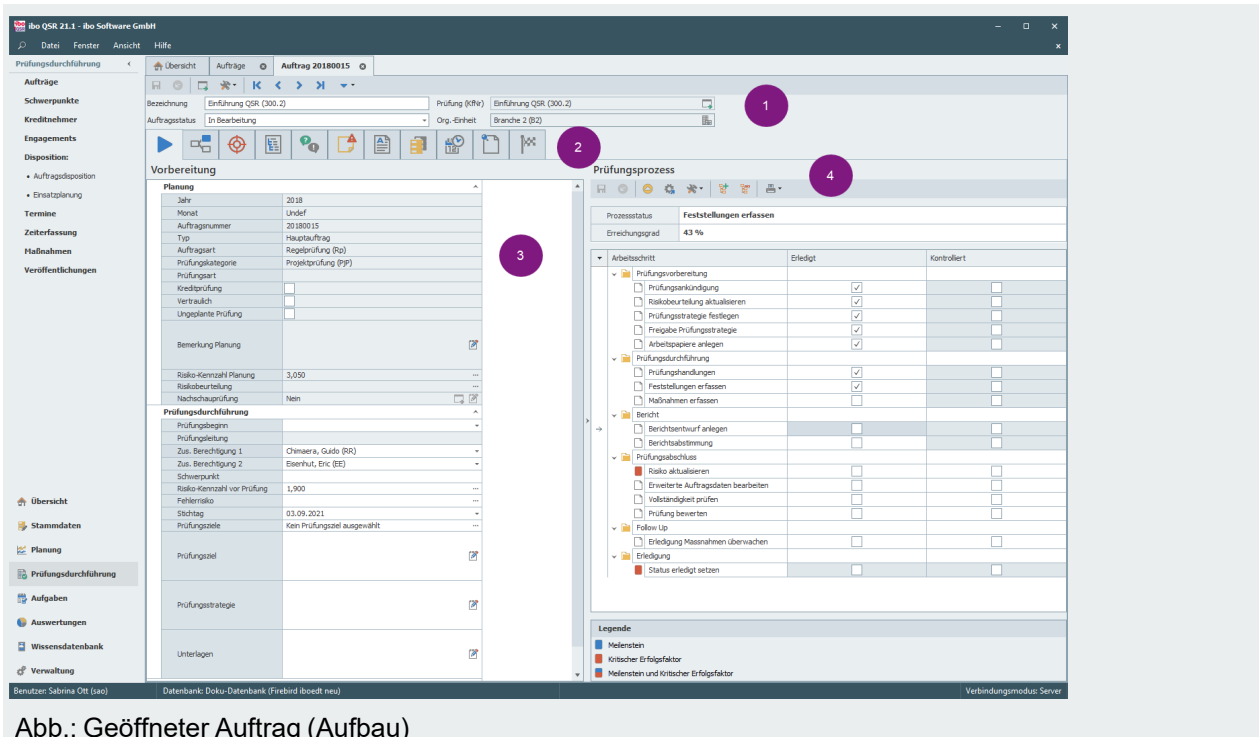 ibo QSR 21.1 - ibo Software GmbH
Datei Fenster Ansicht Hilfe
Prüfungsdurchführung
Aufträge
Schwerpunkte
Kreditnehmer
Engagements
Disposition:
• Auftragsdisposition
• Einsatzplanung
Termine
Zeiterfassung
Maßnahmen
Veröffentlichungen
Übersicht
Stammdaten
Planung
Prüfungsdurchführung
Aufgaben
Auswertungen
Wissensdatenbank
Verwaltung
Übersicht Aufträge Auftrag 20180015
Bezeichnung Einführung QSR (300.2) Prüfung (KfNr) Einführung QSR (300.2)
Auftragsstatus In Bearbeitung Org.-Einheit Branche 2 (B2)
1
2
Vorbereitung
Planung
Jahr 2018
Monat Undef
Auftragsnummer 20180015
Typ Hauptauftrag
Auftragsart Regelprüfung (Rp)
Prüfungskategorie Projektprüfung (PJP)
Prüfungsart
Kreditprüfung
Vertraulich
Ungeplante Prüfung
Bemerkung Planung
Risiko-Kennzahl Planung 3,050
Risikobeurteilung
Nachschauprüfung Nein
Prüfungsdurchführung
Prüfungsbeginn
Prüfungsleitung
Zus. Berechtigung 1 Chimaera, Guido (RR)
Zus. Berechtigung 2 Eisenhut, Eric (EE)
Schwerpunkt
Risiko-Kennzahl vor Prüfung 1,900
Fehlerrisiko
Stichtag 03.09.2021
Prüfungsziele Kein Prüfungsziel ausgewählt
Prüfungsziel
Prüfungsstrategie
Unterlagen
3
Prüfungsprozess
4
Prozessstatus Feststellungen erfassen
Erreichungsgrad 43 %
Arbeitsschritt Erledigt Kontrolliert
Prüfungsvorbereitung
Prüfungsankündigung
Risikobeurteilung aktualisieren
Prüfungsstrategie festlegen
Freigabe Prüfungsstrategie
Arbeitspapiere anlegen
Prüfungsdurchführung
Prüfungshandlungen
Feststellungen erfassen
Maßnahmen erfassen
Bericht
Berichtsentwurf anlegen
Berichtsabstimmung
Prüfungsabschluss
Risiko aktualisieren
Erweiterte Auftragsdaten bearbeiten
Vollständigkeit prüfen
Prüfung bewerten
Follow Up
Erledigung Massnahmen überwachen
Erledigung
Status erledigt setzen
Legende
Meilenstein
Kritischer Erfolgsfaktor
Meilenstein und Kritischer Erfolgsfaktor
Benutzer: Sabrina Ott (sao) Datenbank: Doku-Datenbank (Firebird iboedt neu) Verbindungsmodus: Server
Abb.: Geöffneter Auftrag (Aufbau)